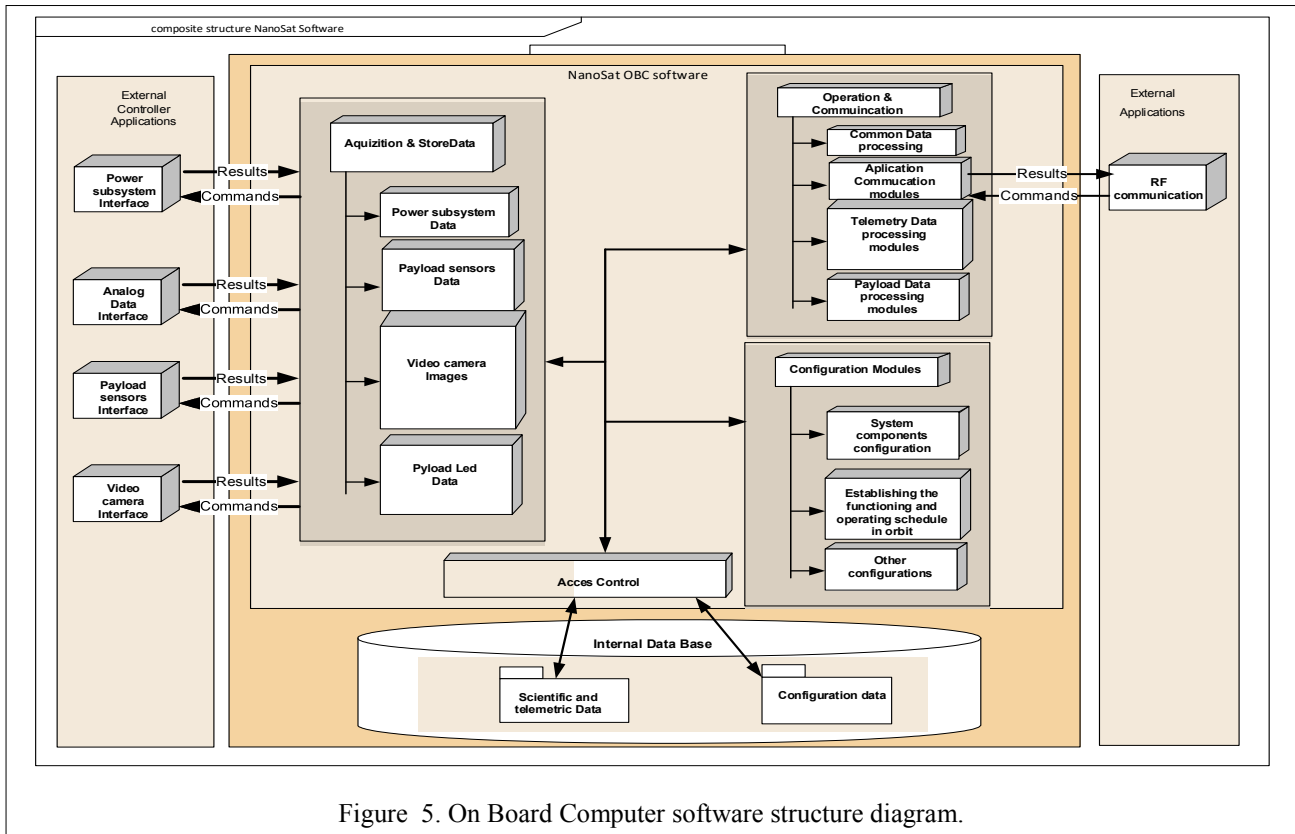 composite structure NanoSat Software
External
Controller
Applications
Power
subsystem
Interface
Results
Commands
Analog
Data
Interface
Results
Commands
Payload
sensors
Interface
Results
Commands
Video
camera
Interface
Results
Commands
NanoSat OBC software
Aquizition & StoreData
Power subsystem
Data
Payload sensors
Data
Video camera
Images
Pyload Led
Data
Operation &
Commuincation
Common Data
processing
Aplication
Commucation
modules
Telemetry Data
processing
modules
Payload Data
processing
modules
Configuration Modules
System
components
configuration
Establishing the
functioning and
operating schedule
in orbit
Other
configurations
Acces Control
Internal Data Base
Scientific and
telemetric Data
Configuration data
External
Applications
Results
Commands
RF
communication
Figure 5. On Board Computer software structure diagram.